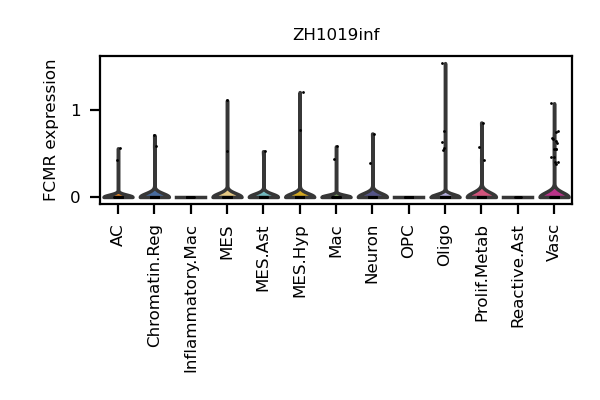 ZH1019inf
FCMR expression
1
0
AC
Chromatin.Reg
Inflammatory.Mac
MES
MES.Ast
MES.Hyp
Mac
Neuron
OPC
Oligo
Prolif.Metab
Reactive.Ast
Vasc